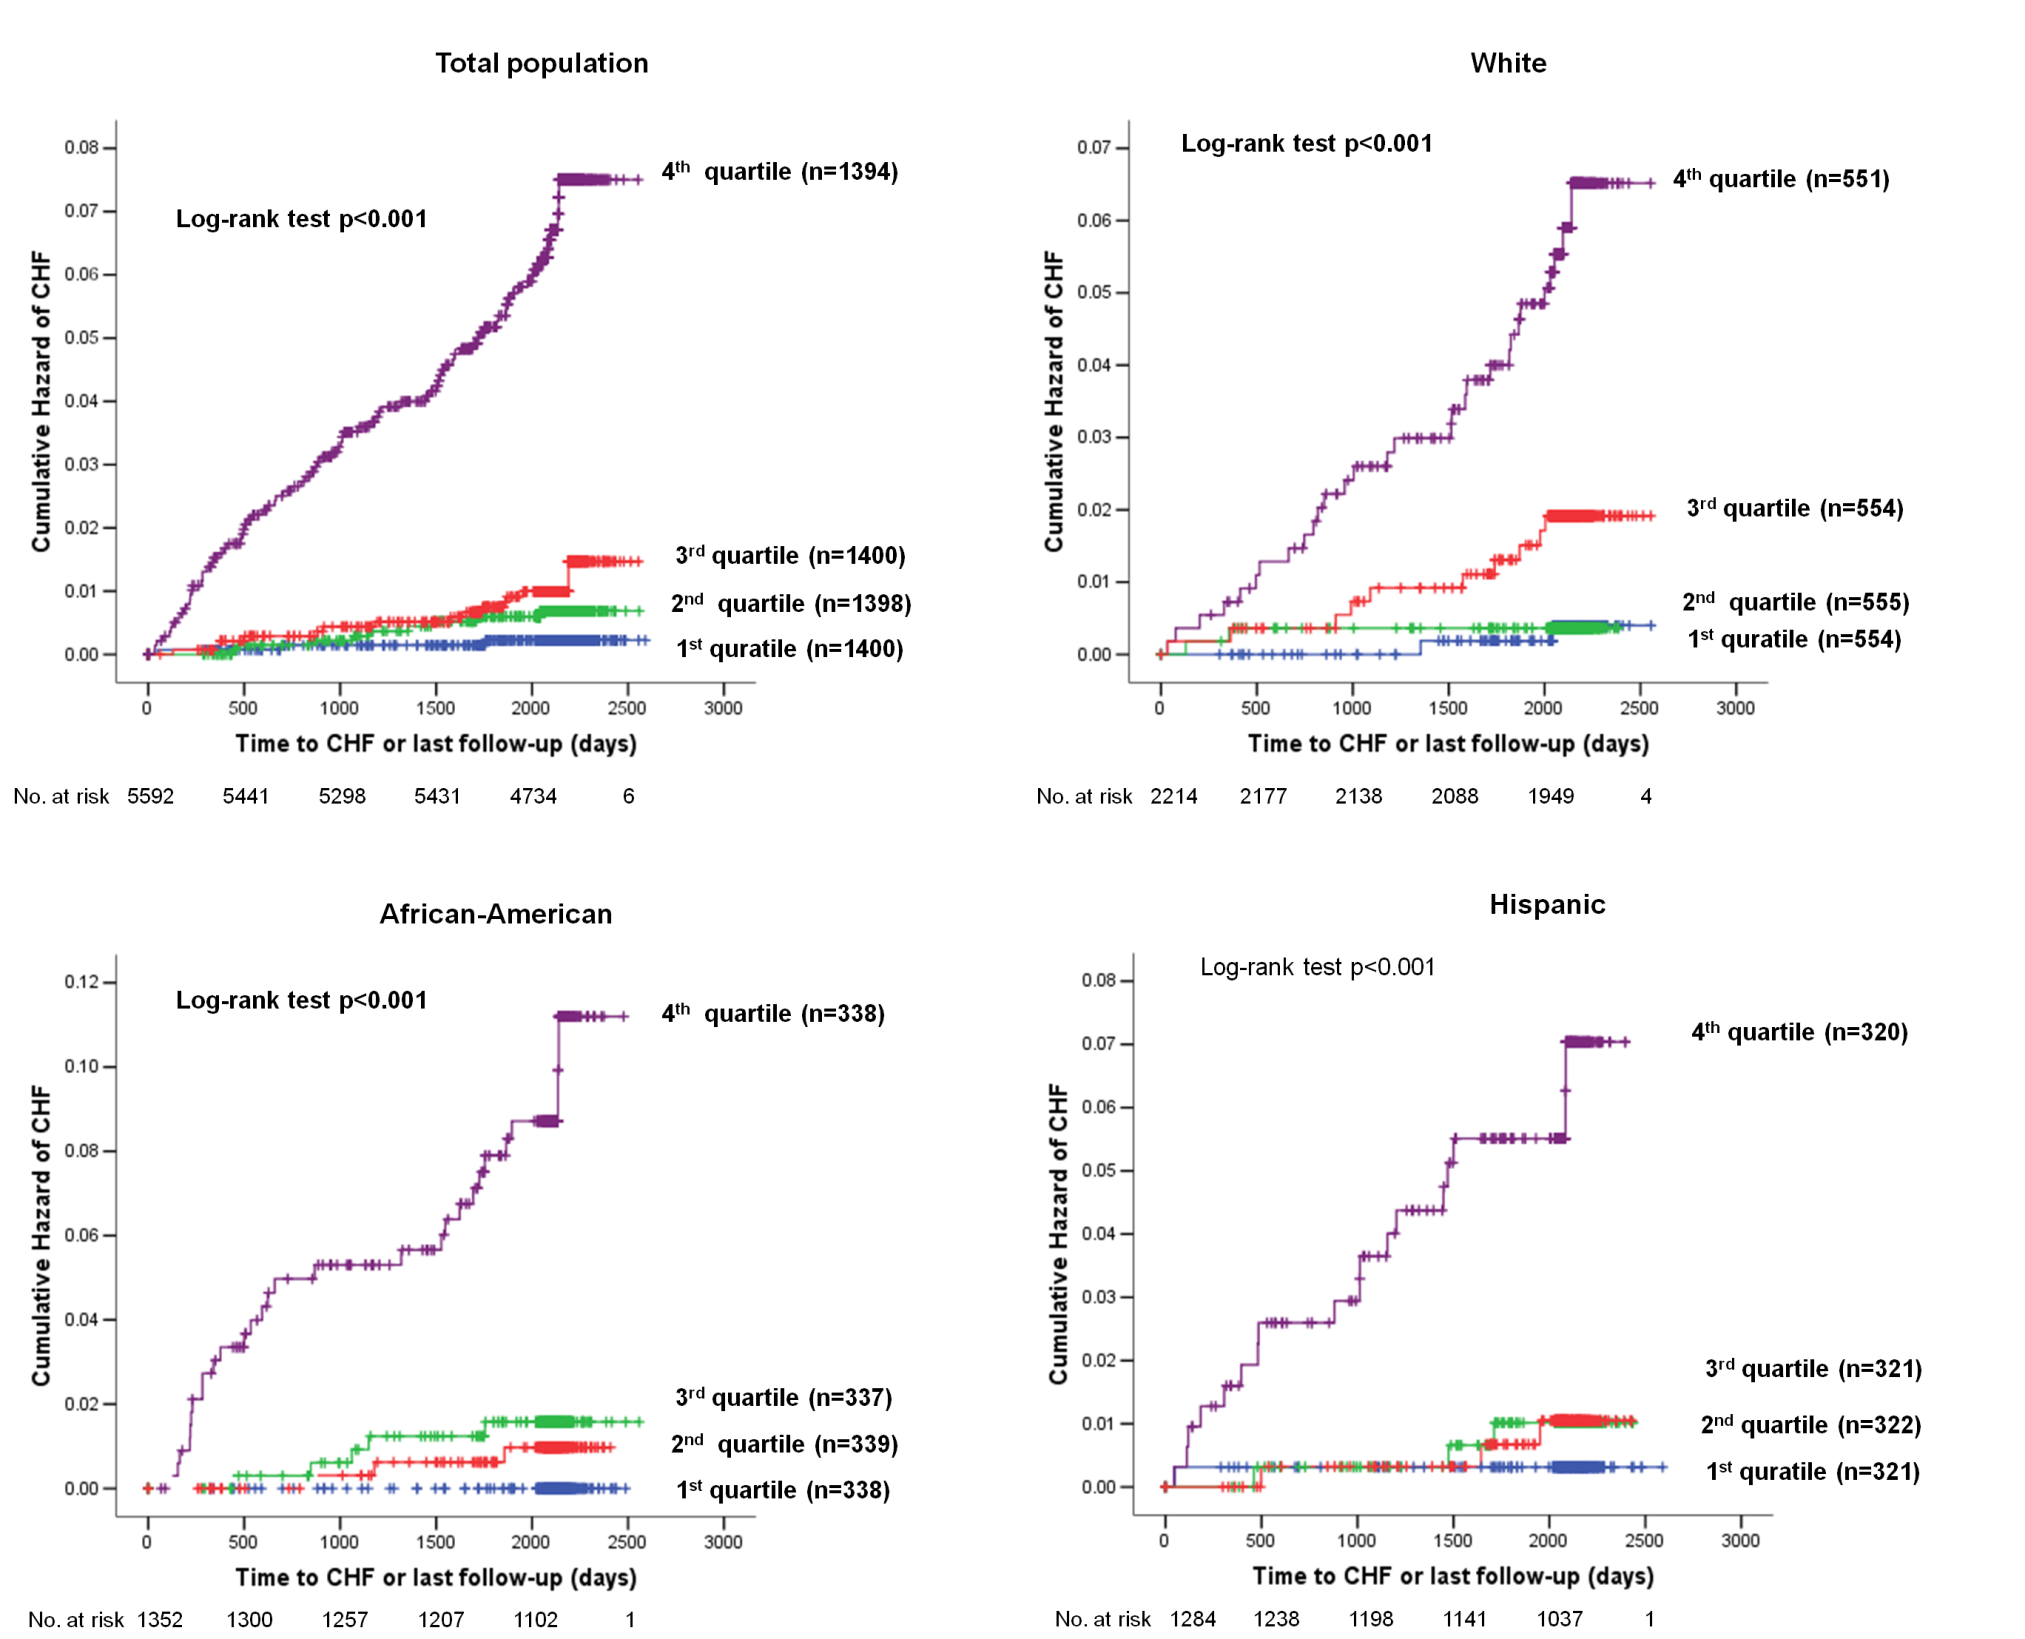 Total population
Cumulative Hazard of CHF
0.08
0.07
0.06
0.05
0.04
0.03
0.02
0.01
0.00
Log-rank test p<0.001
4th quartile (n=1394)
3rd quartile (n=1400)
2nd quartile (n=1398)
1st quratile (n=1400)
0 500 1000 1500 2000 2500 3000
Time to CHF or last follow-up (days)
No. at risk 5592 5441 5298 5431 4734 6
White
Cumulative Hazard of CHF
0.07
0.06
0.05
0.04
0.03
0.02
0.01
0.00
Log-rank test p<0.001
4th quartile (n=551)
3rd quartile (n=554)
2nd quartile (n=555)
1st quratile (n=554)
0 500 1000 1500 2000 2500 3000
Time to CHF or last follow-up (days)
No. at risk 2214 2177 2138 2088 1949 4
African-American
Cumulative Hazard of CHF
0.12
0.10
0.08
0.06
0.04
0.02
0.00
Log-rank test p<0.001
4th quartile (n=338)
3rd quartile (n=337)
2nd quartile (n=339)
1st quartile (n=338)
0 500 1000 1500 2000 2500 3000
Time to CHF or last follow-up (days)
No. at risk 1352 1300 1257 1207 1102 1
Hispanic
Cumulative Hazard of CHF
0.08
0.07
0.06
0.05
0.04
0.03
0.02
0.01
0.00
Log-rank test p<0.001
4th quartile (n=320)
3rd quartile (n=321)
2nd quartile (n=322)
1st quratile (n=321)
0 500 1000 1500 2000 2500 3000
Time to CHF or last follow-up (days)
No. at risk 1284 1238 1198 1141 1037 1